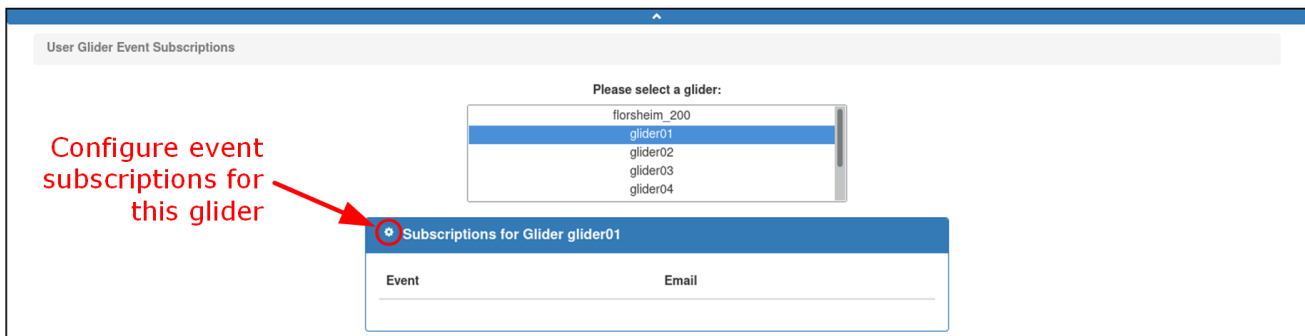 User Glider Event Subscriptions
Please select a glider:
florsheim_200
glider01
glider02
glider03
glider04
Configure event
subscriptions for
this glider
Subscriptions for Glider glider01
Event Email